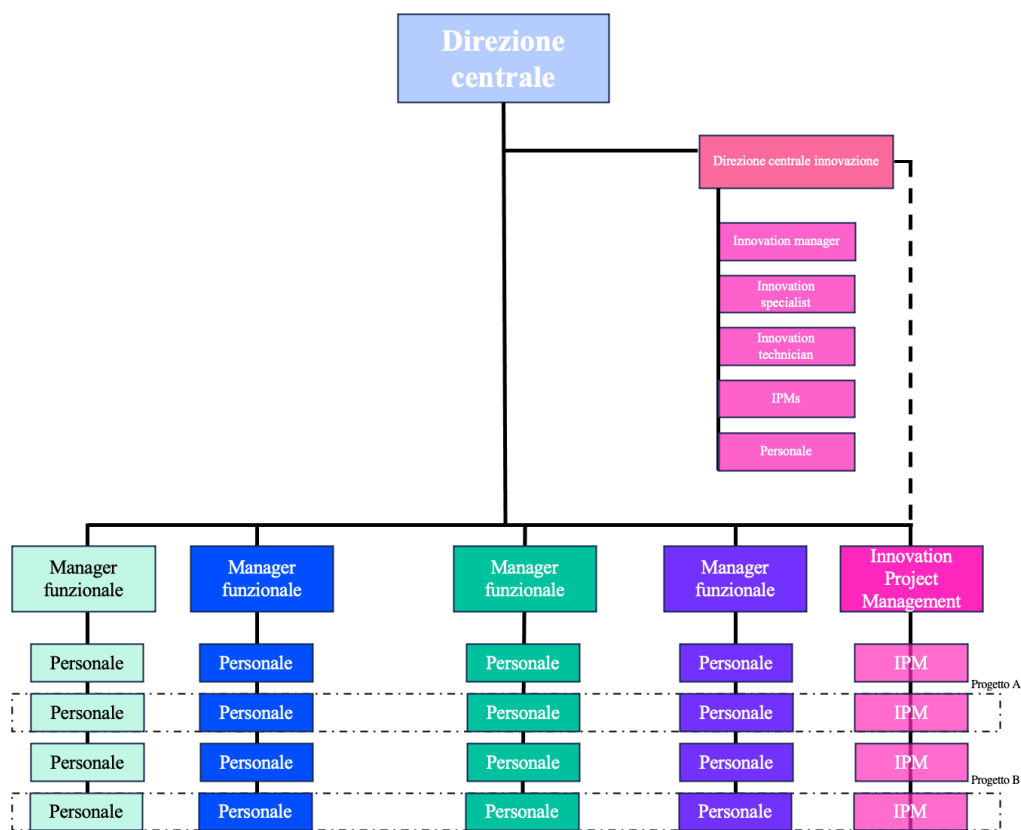 Direzione
centrale
Direzione centrale innovazione
Innovation manager
Innovation
specialist
Innovation
technician
IPMs
Personale
Manager
funzionale
Manager
funzionale
Manager
funzionale
Manager
funzionale
Innovation
Project
Management
Personale
Personale
Personale
Personale
IPM
Progetto A
Personale
Personale
Personale
Personale
IPM
Personale
Personale
Personale
Personale
IPM
Progetto B
Personale
Personale
Personale
Personale
IPM